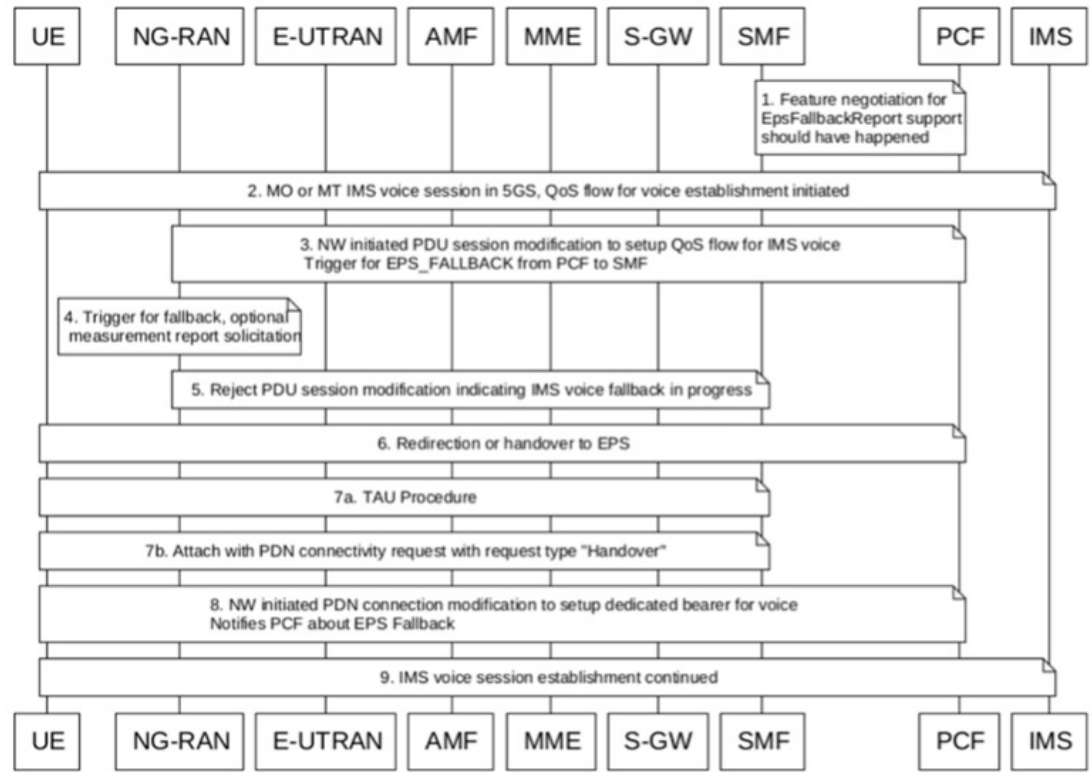 UE NG-RAN E-UTRAN AMF MME S-GW SMF PCF IMS
1. Feature negotiation for
EpsFallbackReport support
should have happened
2. MO or MT IMS voice session in 5GS, QoS flow for voice establishment initiated
3. NW initiated PDU session modification to setup QoS flow for IMS voice
Trigger for EPS_FALLBACK from PCF to SMF
4. Trigger for fallback, optional
measurement report solicitation
5. Reject PDU session modification indicating IMS voice fallback in progress
6. Redirection or handover to EPS
7a. TAU Procedure
7b. Attach with PDN connectivity request with request type "Handover"
8. NW initiated PDN connection modification to setup dedicated bearer for voice
Notifies PCF about EPS Fallback
9. IMS voice session establishment continued
UE NG-RAN E-UTRAN AMF MME S-GW SMF PCF IMS